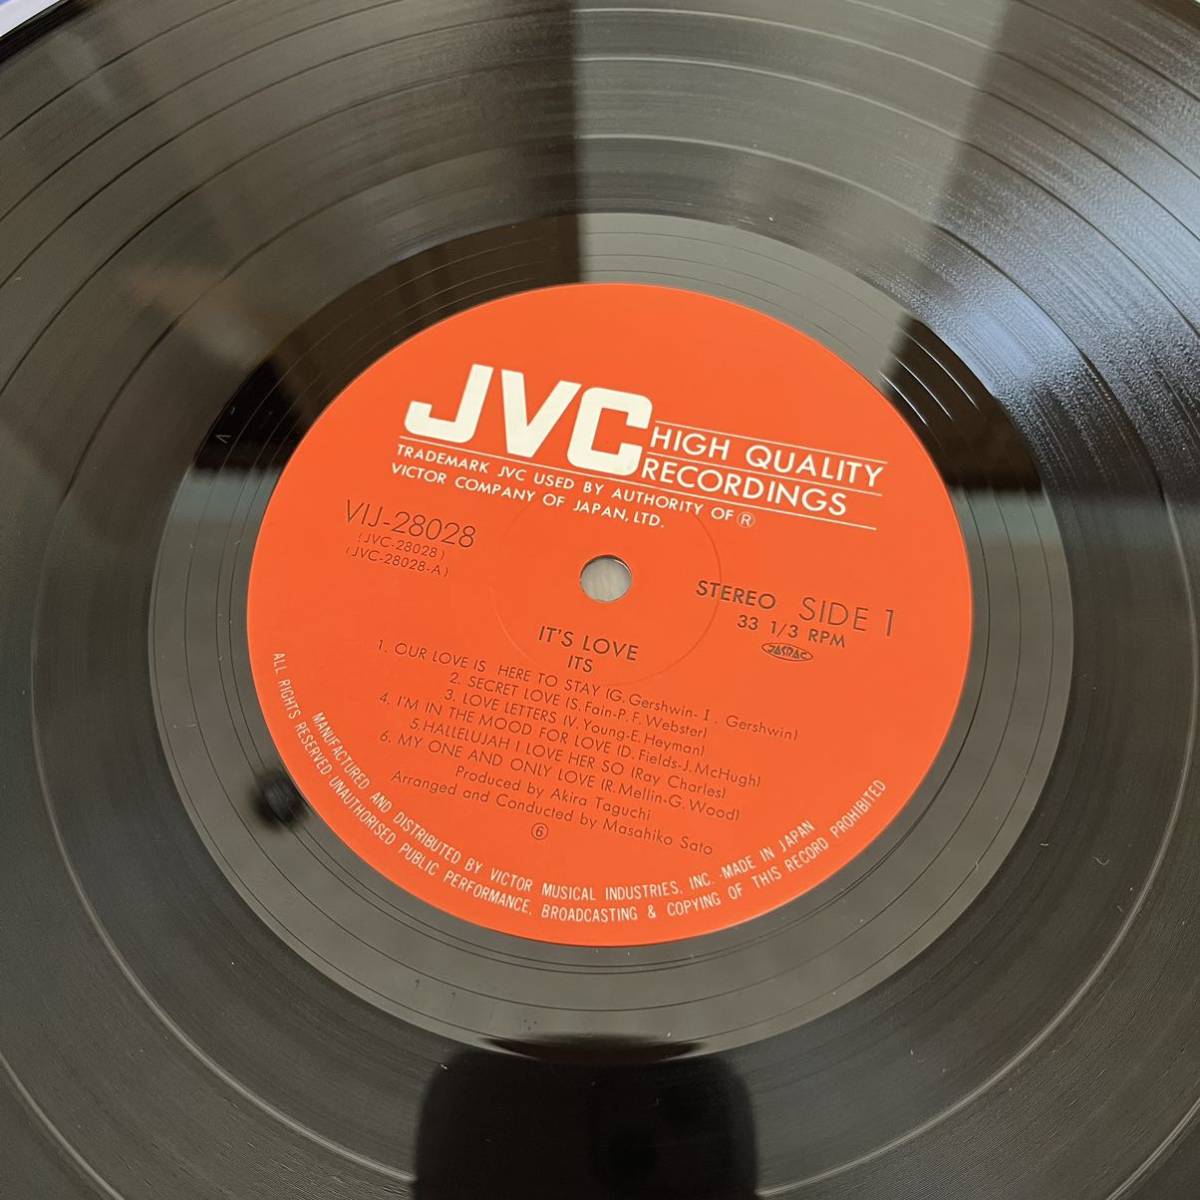 JVC HIGH QUALITY
RECORDINGS
TRADEMARK JVC USED BY AUTHORITY OF Ⓡ
VICTOR COMPANY OF JAPAN, LTD.
VIJ-28028
(JVC-28028)
(JVC-28028-A)
STEREO SIDE 1
33 1/3 RPM
JASRAC
IT'S LOVE
ITS
1. OUR LOVE IS HERE TO STAY (G. Gershwin- I. Gershwin)
2. SECRET LOVE (S. Fain-P. F. Webster)
3. LOVE LETTERS (V. Young-E. Heyman)
4. I'M IN THE MOOD FOR LOVE (D. Fields-J. McHugh)
5. HALLELUJAH I LOVE HER SO (Ray Charles)
6. MY ONE AND ONLY LOVE (R. Mellin-G. Wood)
Produced by Akira Taguchi
Arranged and Conducted by Masahiko Sato
⑥
MANUFACTURED AND DISTRIBUTED BY VICTOR MUSICAL INDUSTRIES, INC. -MADE IN JAPAN
ALL RIGHTS RESERVED UNAUTHORISED PUBLIC PERFORMANCE, BROADCASTING & COPYING OF THIS RECORD PROHIBITED